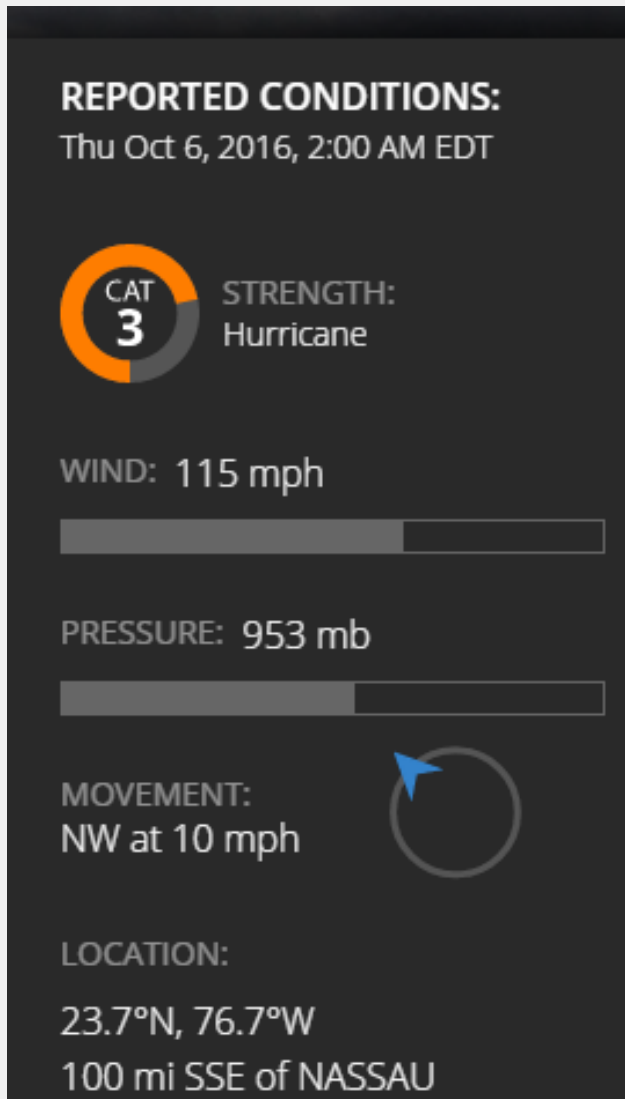 REPORTED CONDITIONS:
Thu Oct 6, 2016, 2:00 AM EDT
CAT
3
STRENGTH:
Hurricane
WIND: 115 mph
PRESSURE: 953 mb
MOVEMENT:
NW at 10 mph
LOCATION:
23.7°N, 76.7°W
100 mi SSE of NASSAU